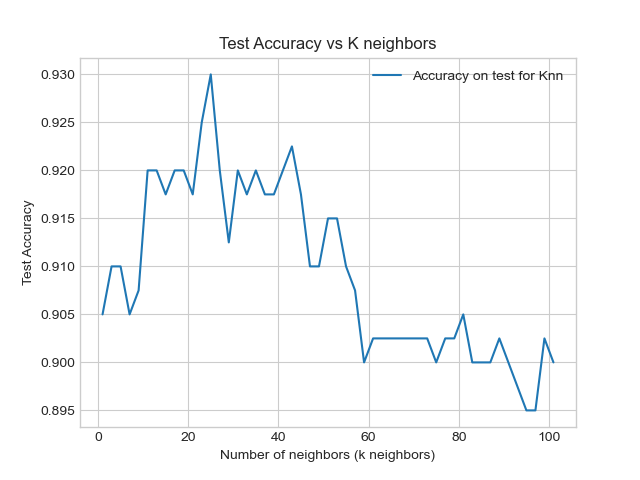 Test Accuracy vs K neighbors
Accuracy on test for Knn
0.930
0.925
0.920
0.915
0.910
0.905
0.900
0.895
Test Accuracy
0 20 40 60 80 100
Number of neighbors (k neighbors)